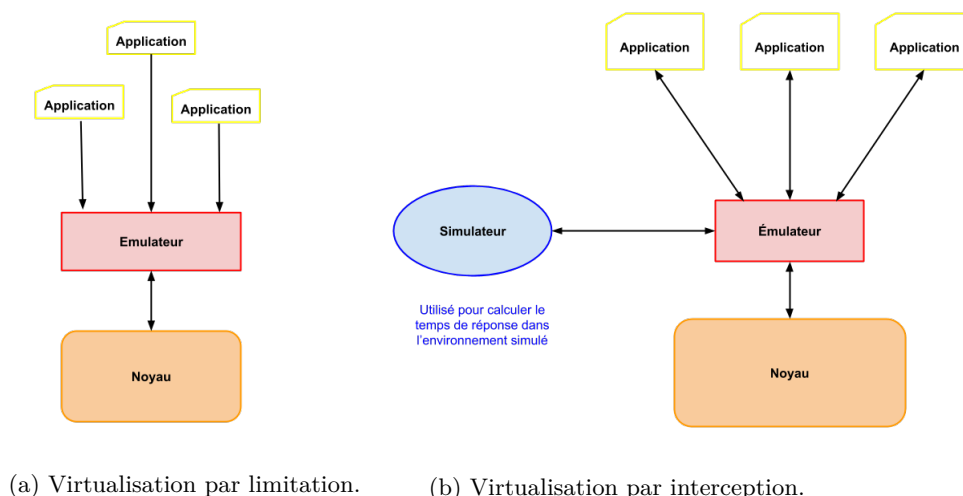 Application
Application
Application
Emulateur
Noyau
(a) Virtualisation par limitation.
Application
Application
Application
Simulateur
Émulateur
Utilisé pour calculer le
temps de réponse dans
l'environnement simulé
Noyau
(b) Virtualisation par interception.